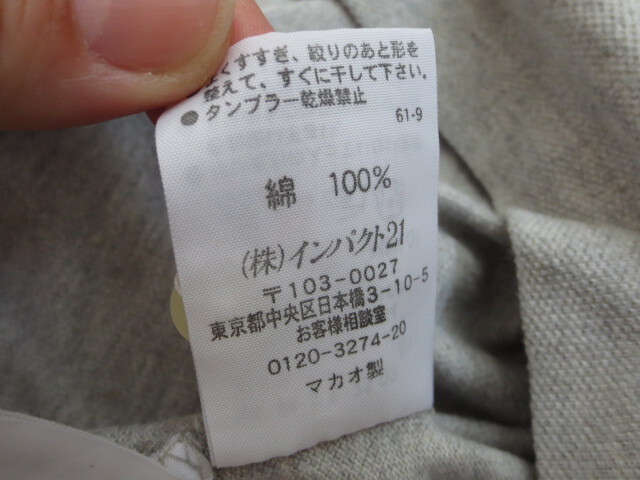 くすすぎ、絞りのあと形を
整えて、すぐに干して下さい。
●タンブラー乾燥禁止
61-9
綿 100%
(株)インパクト21
〒103-0027
東京都中央区日本橋3-10-5
お客様相談室
0120-3274-20
マカオ製